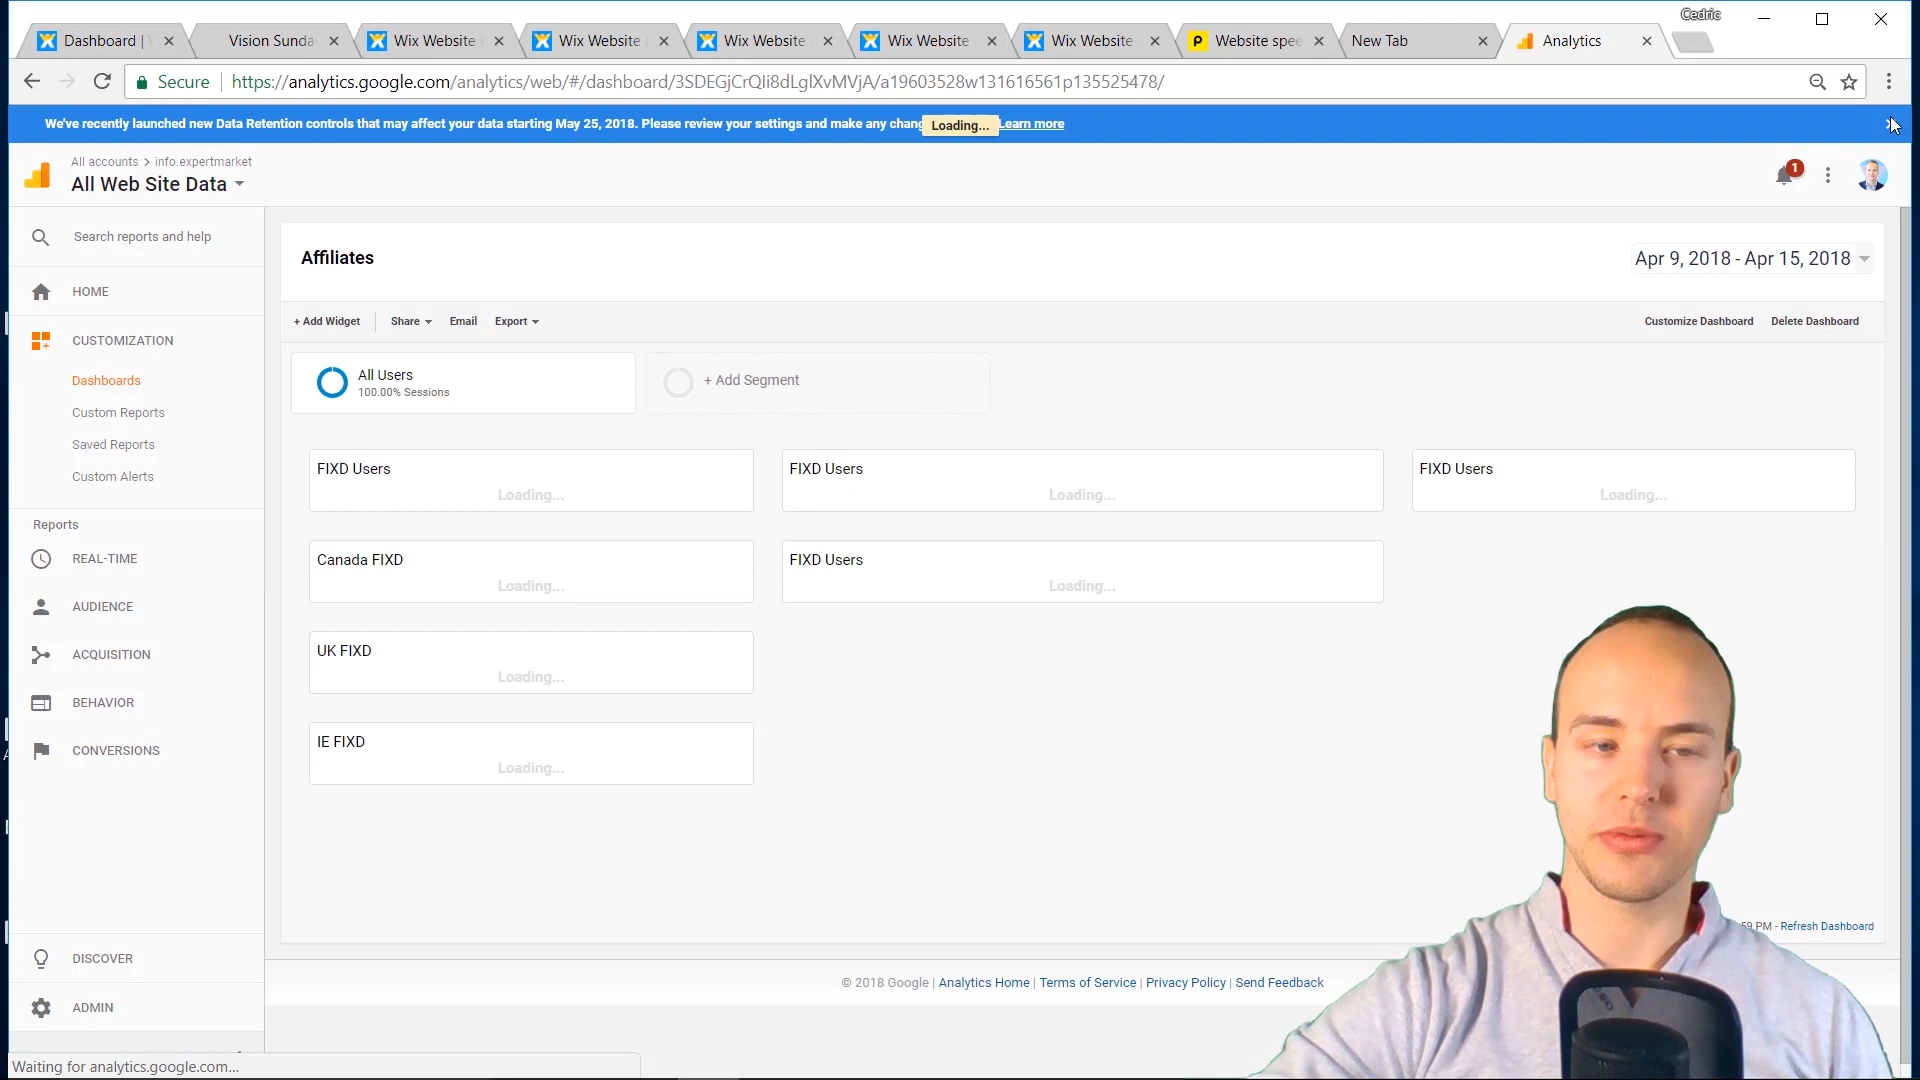 Cedric
Dashboard |
Vision Sunda
Wix Website
Wix Website
Wix Website
Wix Website
Wix Website
Website spee
New Tab
Analytics
Secure
https://analytics.google.com/analytics/web/#/dashboard/3SDEGjCrQIi8dLglXvMVjA/a19603528w131616561p135525478/
We've recently launched new Data Retention controls that may affect your data starting May 25, 2018. Please review your settings and make any chang
Loading...
Learn more
All accounts > info.expertmarket
All Web Site Data
1
Search reports and help
HOME
CUSTOMIZATION
Dashboards
Custom Reports
Saved Reports
Custom Alerts
Reports
REAL-TIME
AUDIENCE
ACQUISITION
BEHAVIOR
CONVERSIONS
DISCOVER
ADMIN
Affiliates
Apr 9, 2018 - Apr 15, 2018
+ Add Widget
Share
Email
Export
Customize Dashboard
Delete Dashboard
All Users
100.00% Sessions
+ Add Segment
FIXD Users
Loading...
FIXD Users
Loading...
FIXD Users
Loading...
Canada FIXD
Loading...
FIXD Users
Loading...
UK FIXD
Loading...
IE FIXD
Loading...
59 PM - Refresh Dashboard
© 2018 Google | Analytics Home | Terms of Service | Privacy Policy | Send Feedback
Waiting for analytics.google.com...